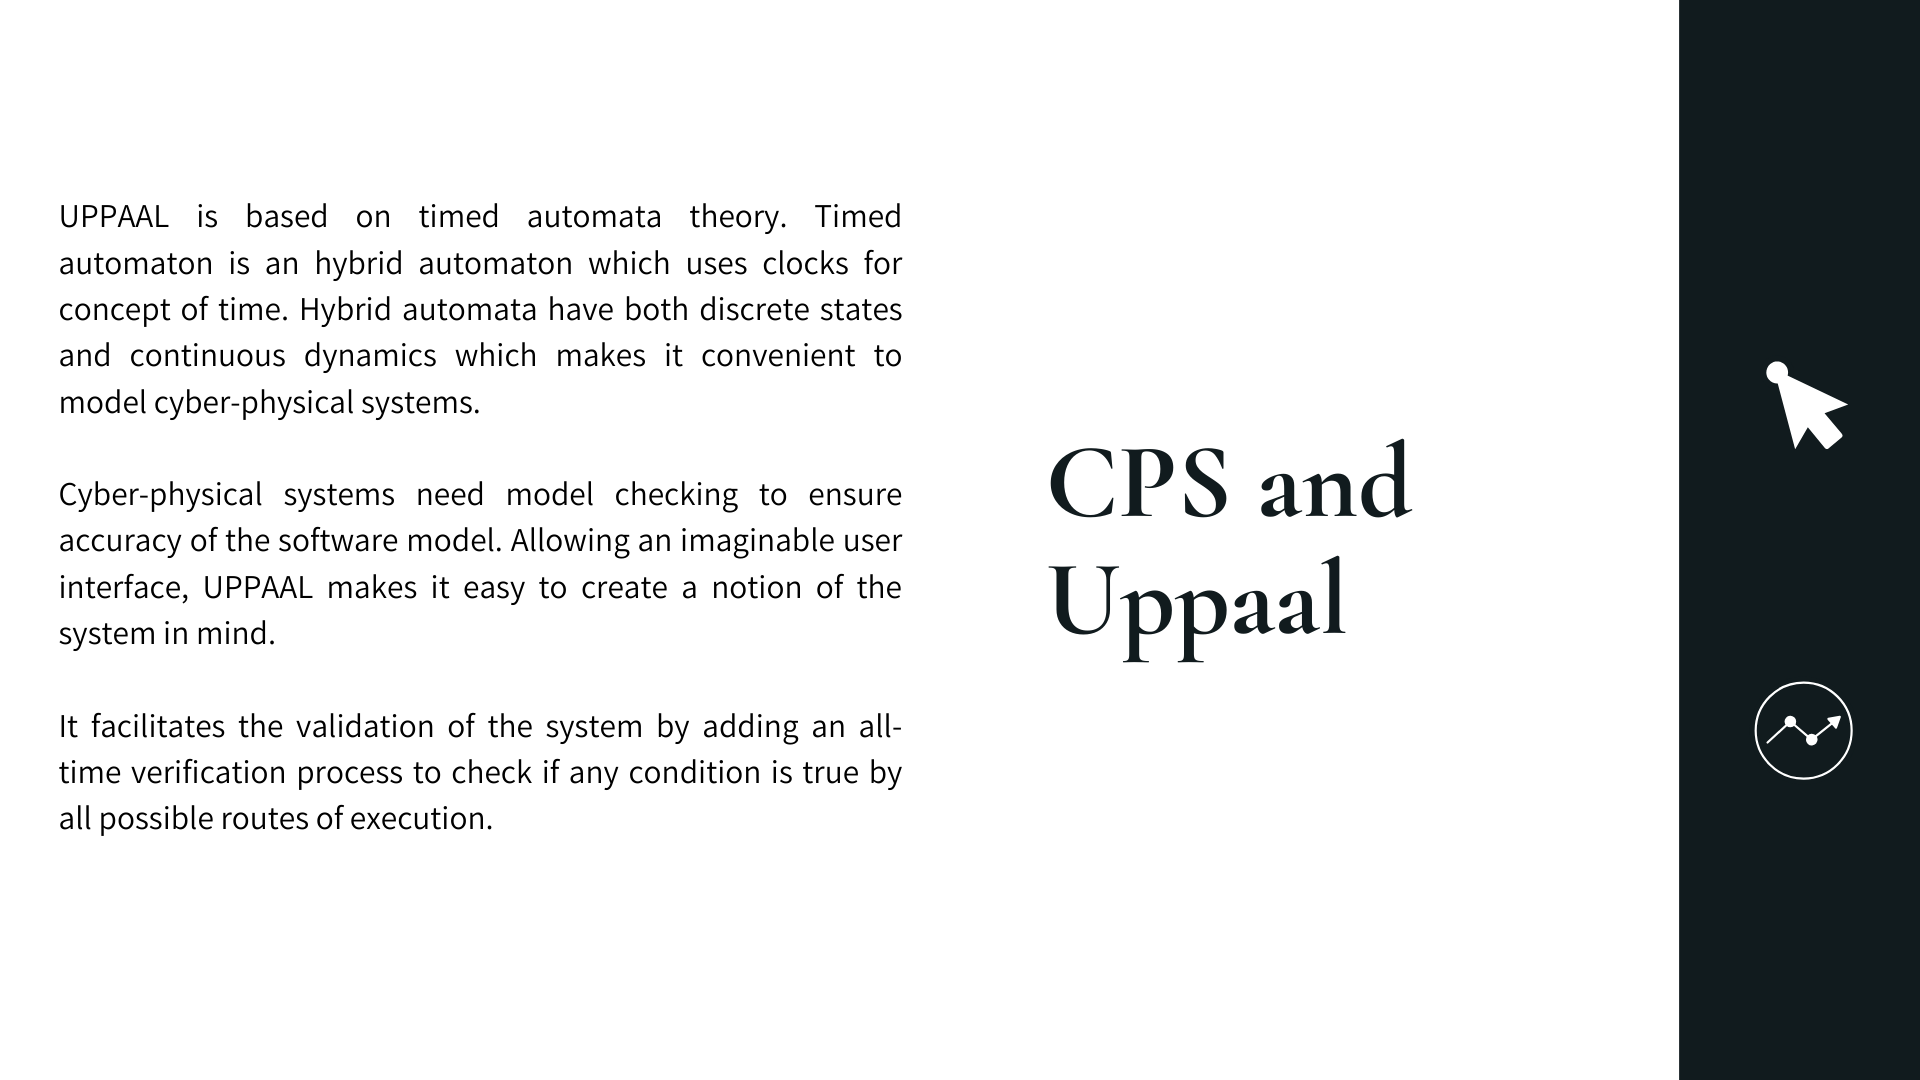 UPPAAL is based on timed automata theory. Timed
automaton is an hybrid automaton which uses clocks for
concept of time. Hybrid automata have both discrete states
and continuous dynamics which makes it convenient to
model cyber-physical systems.
Cyber-physical systems need model checking to ensure
accuracy of the software model. Allowing an imaginable user
interface, UPPAAL makes it easy to create a notion of the
system in mind.
It facilitates the validation of the system by adding an all-
time verification process to check if any condition is true by
all possible routes of execution.
CPS and
Uppaal